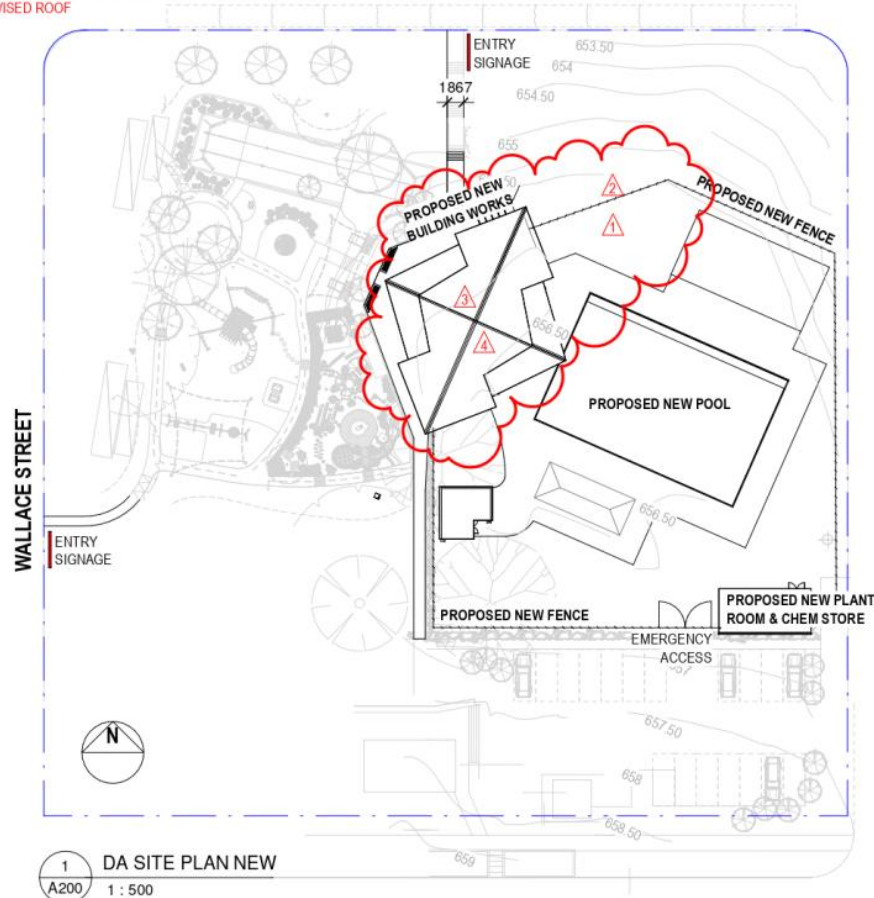 VISED ROOF
ENTRY
SIGNAGE
653.50
654
1867
654.50
655
PROPOSED NEW
BUILDING WORKS
50
2
PROPOSED NEW FENCE
1
3
656.50
4
PROPOSED NEW POOL
WALLACE STREET
656.50
ENTRY
SIGNAGE
PROPOSED NEW PLANT
ROOM & CHEM STORE
PROPOSED NEW FENCE
EMERGENCY
ACCESS
657
N
657.50
658
658.50
659
1
A200
DA SITE PLAN NEW
1 : 500